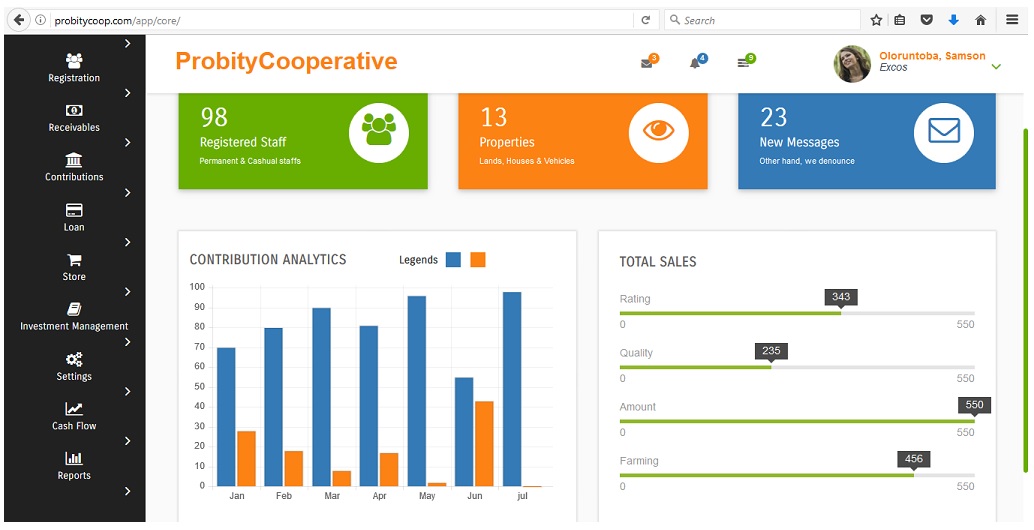 probitycoop.com/app/core/
Search
ProbityCooperative
3
4
9
Oloruntoba, Samson
Excos
Registration
Receivables
Contributions
Loan
Store
Investment Management
Settings
Cash Flow
Reports
98
Registered Staff
Permanent & Cashual staffs
13
Properties
Lands, Houses & Vehicles
23
New Messages
Other hand, we denounce
CONTRIBUTION ANALYTICS
Legends
100
90
80
70
60
50
40
30
20
10
0
Jan Feb Mar Apr May Jun jul
TOTAL SALES
Rating
343
0 550
Quality
235
0 550
Amount
550
0 550
Farming
456
0 550